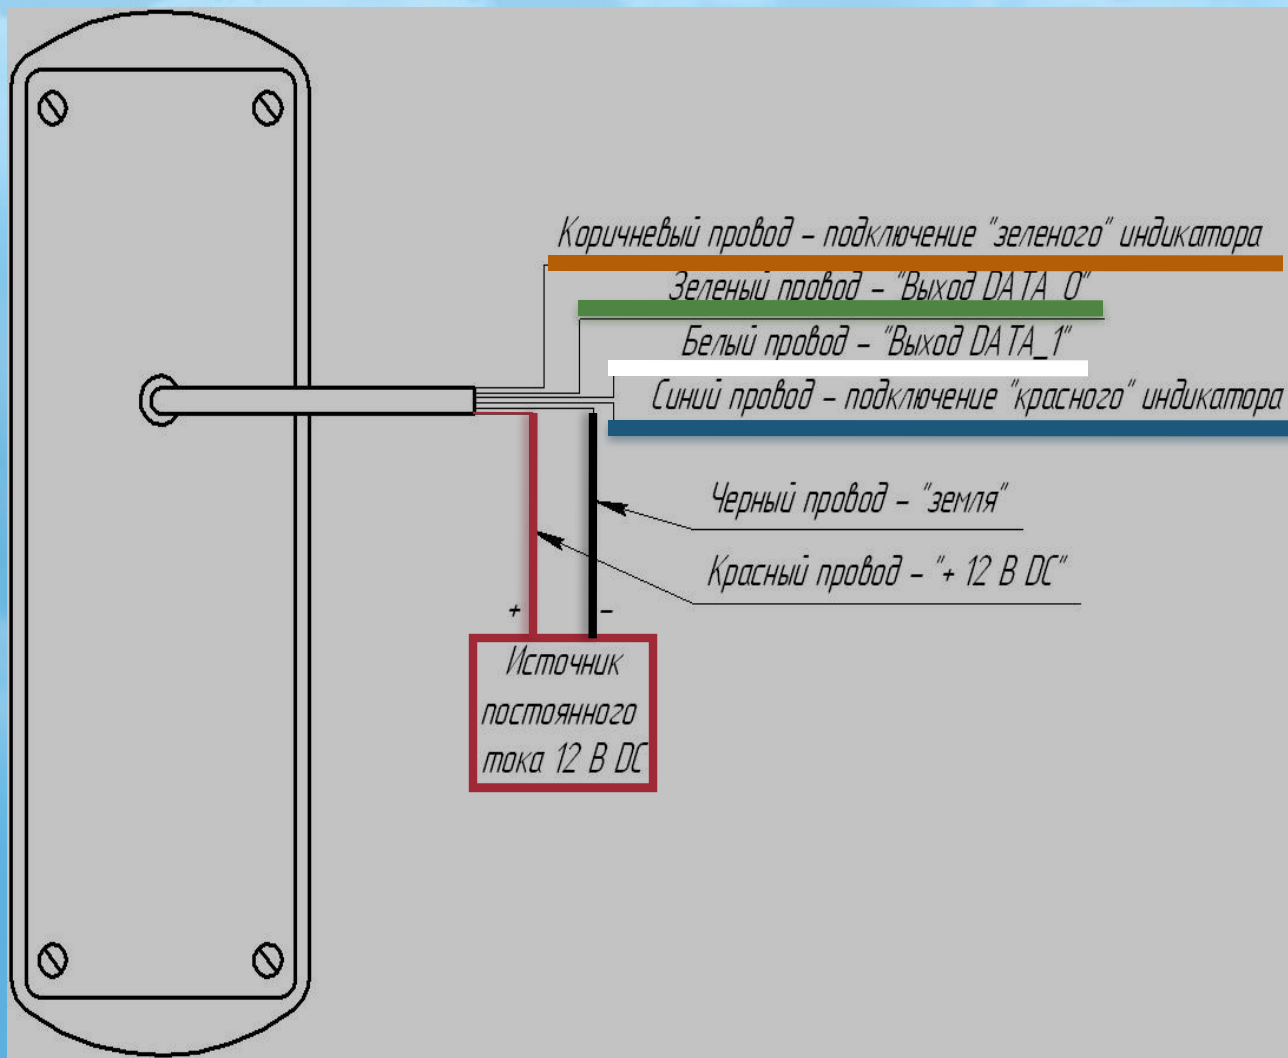 Коричневый провод – подключение "зеленого" индикатора
Зеленый провод – "Выход DATA_0"
Белый провод – "Выход DATA_1"
Синий провод – подключение "красного" индикатора
Черный провод – "земля"
Красный провод – "+ 12 В DC"
+ –
Источник
постоянного
тока 12 В DC